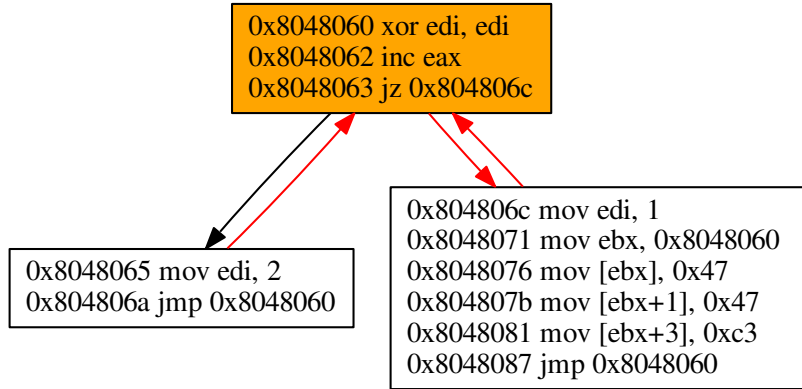 0x8048060 xor edi, edi
0x8048062 inc eax
0x8048063 jz 0x804806c
0x8048065 mov edi, 2
0x804806a jmp 0x8048060
0x804806c mov edi, 1
0x8048071 mov ebx, 0x8048060
0x8048076 mov [ebx], 0x47
0x804807b mov [ebx+1], 0x47
0x8048081 mov [ebx+3], 0xc3
0x8048087 jmp 0x8048060